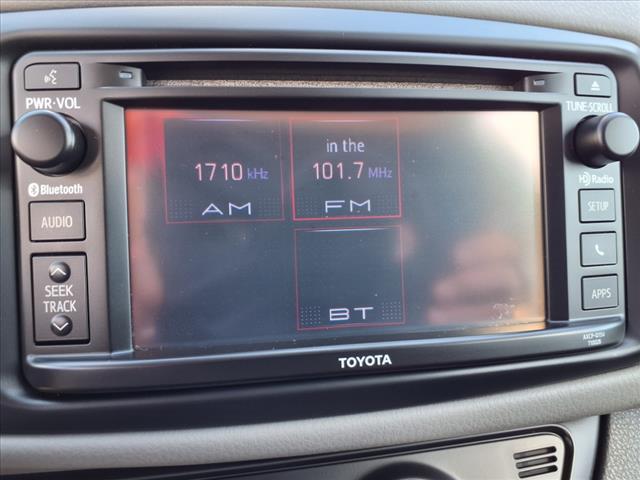 PWR·VOL
TUNE·SCROLL
Bluetooth
HD Radio
AUDIO
SETUP
SEEK
TRACK
APPS
in the
1710 kHz
101.7 MHz
AM
FM
BT
TOYOTA